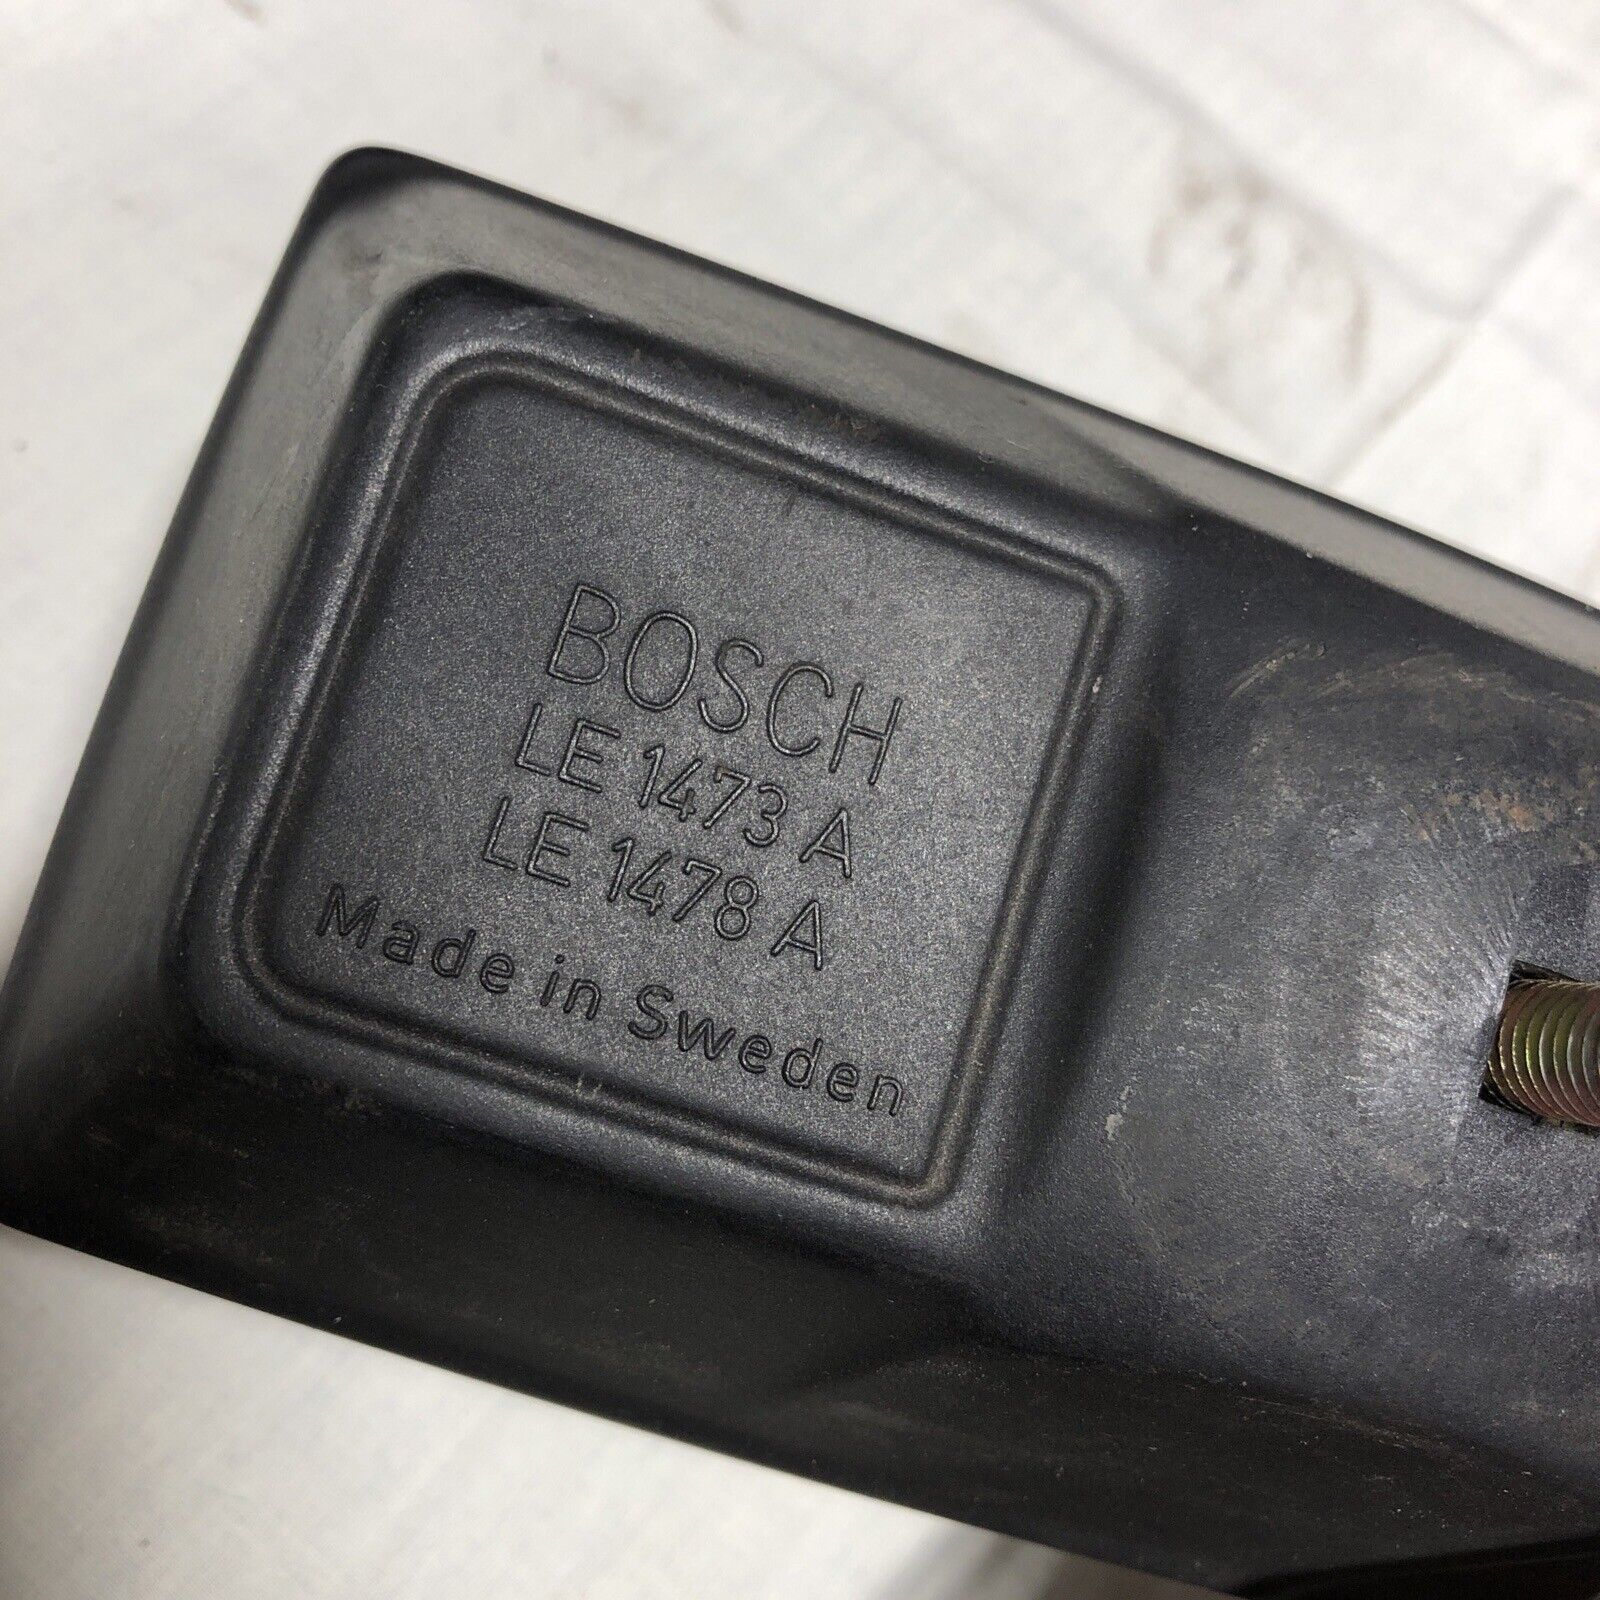 BOSCH
LE 1473 A
LE 1478 A
Made in Sweden